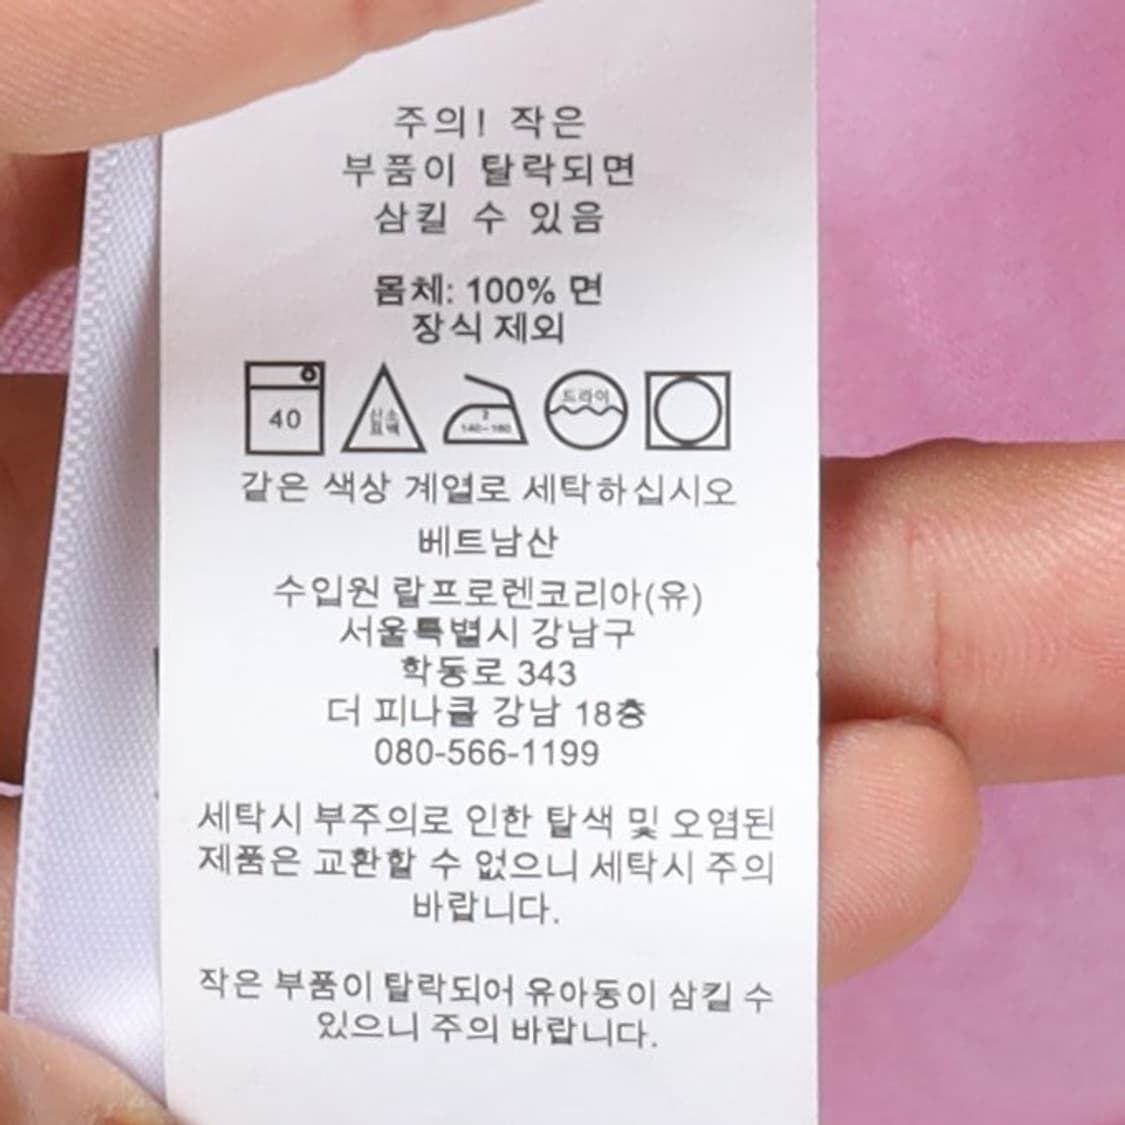 주의! 작은
부품이 탈락되면
삼킬 수 있음
몸체: 100% 면
장식 제외
40
산소
표백
2
140~160
드라이
같은 색상 계열로 세탁하십시오
베트남산
수입원 랄프로렌코리아(유)
서울특별시 강남구
학동로 343
더 피나클 강남 18층
080-566-1199
세탁시 부주의로 인한 탈색 및 오염된
제품은 교환할 수 없으니 세탁시 주의
바랍니다.
작은 부품이 탈락되어 유아동이 삼킬 수
있으니 주의 바랍니다.